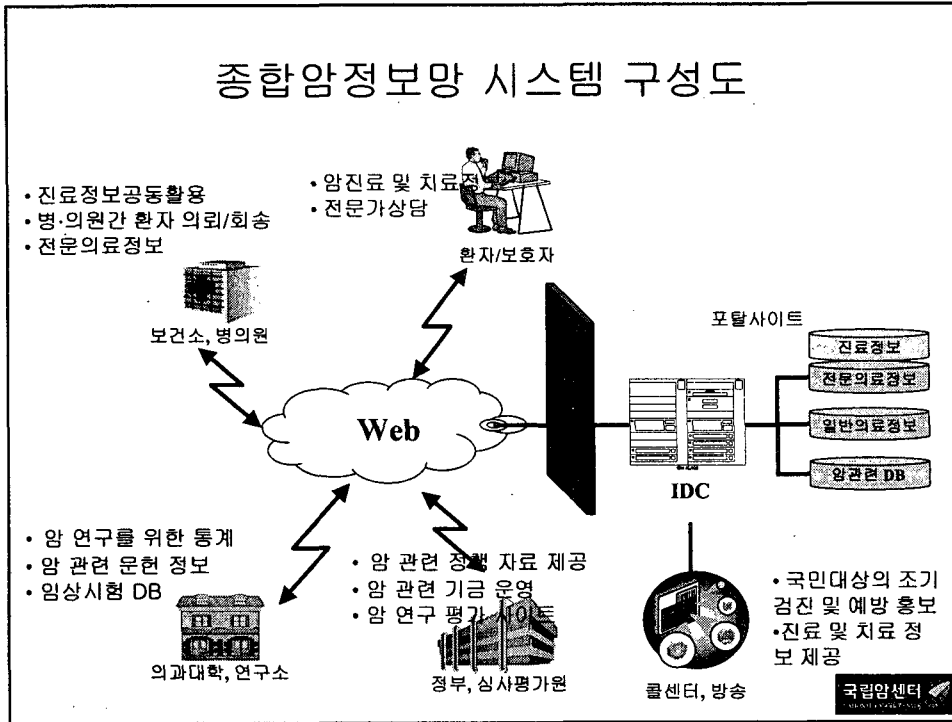 종합암정보망 시스템 구성도
• 진료정보공동활용
• 병·의원간 환자 의뢰/회송
• 전문의료정보
보건소, 병의원
• 암진료 및 치료
• 전문가상담
환자/보호자
Web
포탈사이트
진료정보
전문의료정보
일반의료정보
암관련 DB
IDC
• 암 연구를 위한 통계
• 암 관련 문헌 정보
• 임상시험 DB
의과대학, 연구소
• 암 관련 정책 자료 제공
• 암 관련 기금 운영
• 암 연구 평가 사이트
정부, 심사평가원
콜센터, 방송
• 국민대상의 조기
검진 및 예방 홍보
•진료 및 치료 정
보 제공
국립암센터